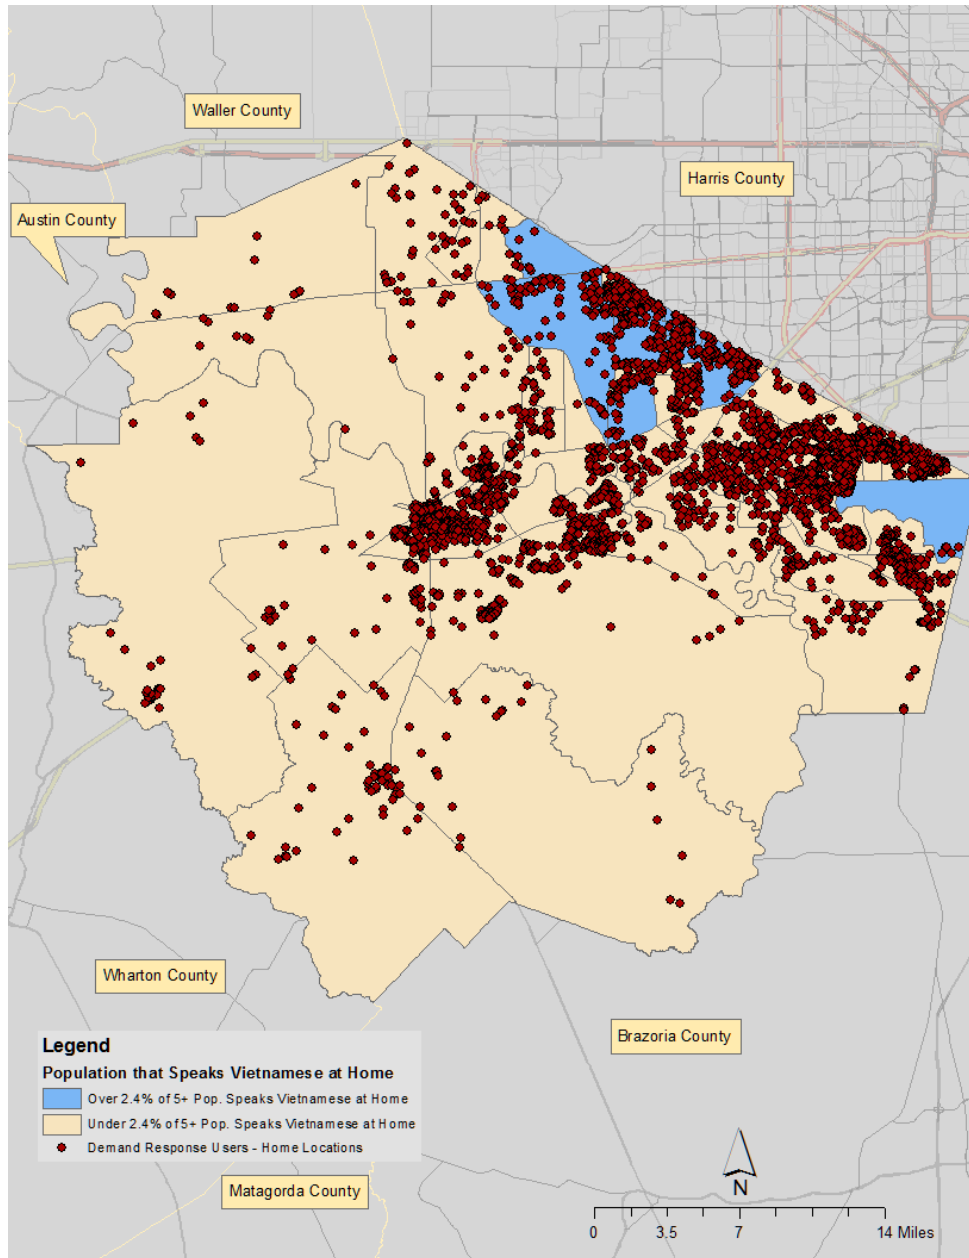 Waller County
Harris County
Austin County
Wharton County
Brazoria County
Legend
Population that Speaks Vietnamese at Home
Over 2.4% of 5+ Pop. Speaks Vietnamese at Home
Under 2.4% of 5+ Pop. Speaks Vietnamese at Home
Demand Response Users - Home Locations
Matagorda County
N
0 3.5 7 14 Miles